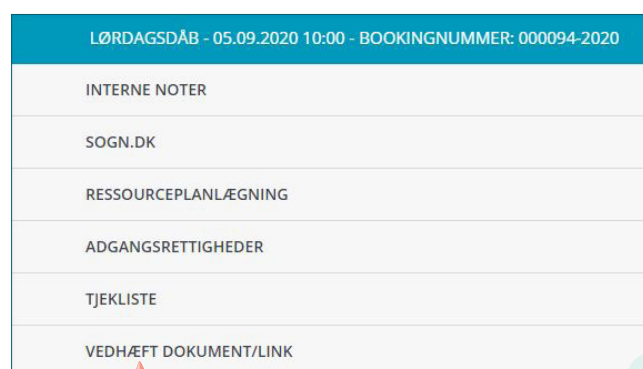 LØRDAGSDÅB - 05.09.2020 10:00 - BOOKINGNUMMER: 000094-2020
INTERNE NOTER
SOGN.DK
RESSOURCEPLANLÆGNING
ADGANGSRETTIGHEDER
TJEKLISTE
VEDHÆFT DOKUMENT/LINK